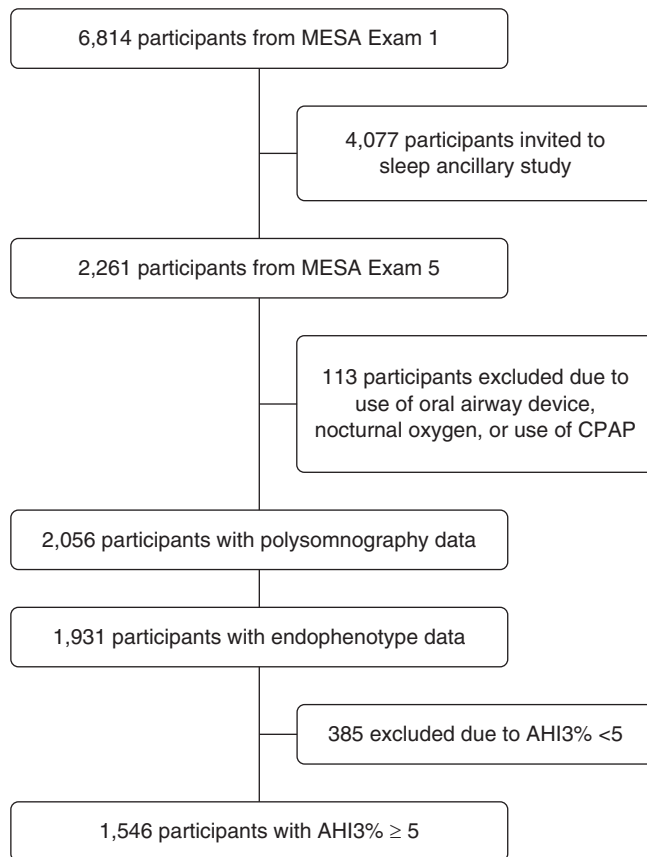 6,814 participants from MESA Exam 1
4,077 participants invited to
sleep ancillary study
2,261 participants from MESA Exam 5
113 participants excluded due to
use of oral airway device,
nocturnal oxygen, or use of CPAP
2,056 participants with polysomnography data
1,931 participants with endophenotype data
385 excluded due to AHI3% <5
1,546 participants with AHI3% ≥ 5